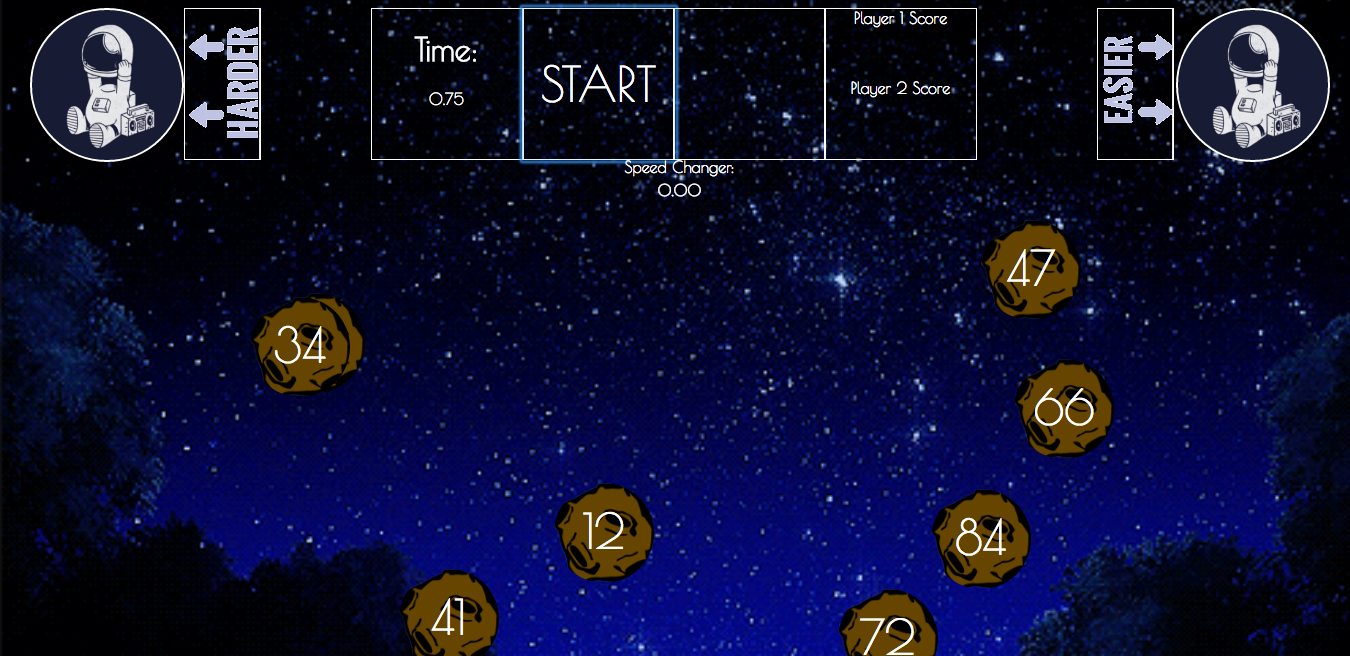 HARDER
Time:
0.75
START
Player 1 Score
Player 2 Score
EASIER
Speed Changer:
0.00
47
34
66
12
84
41
72